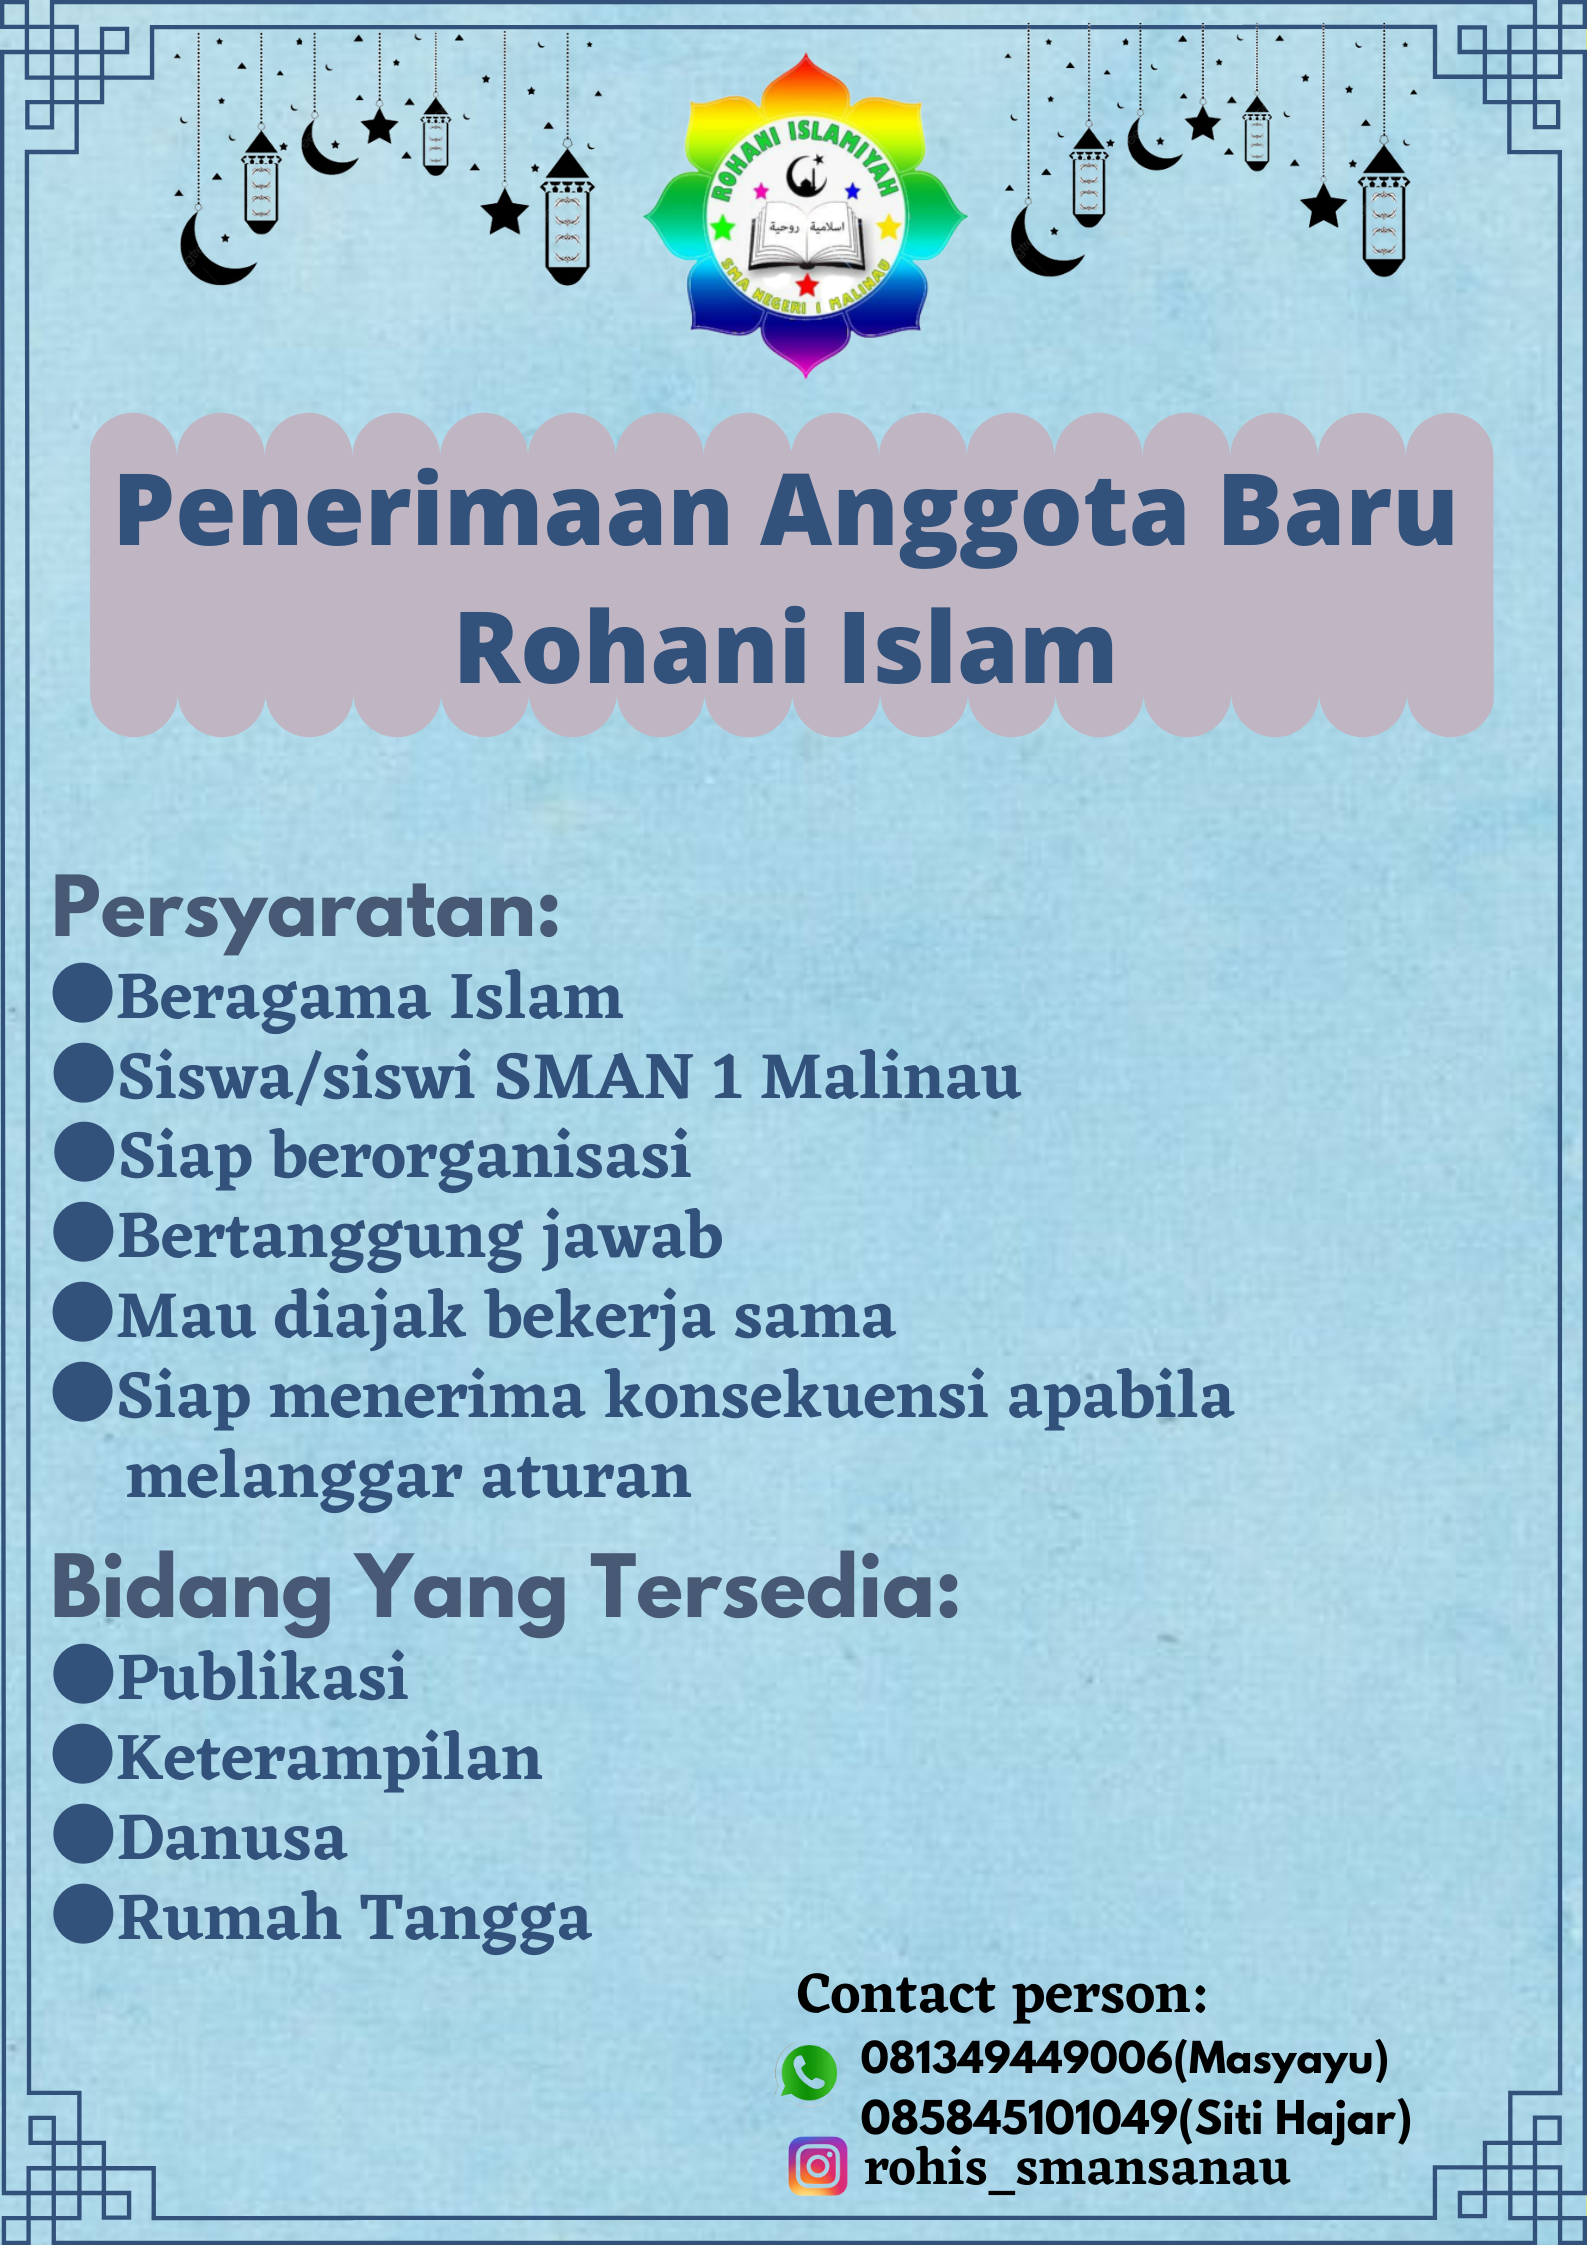 ROHANI ISLAMIYAH
روحية اسلامية
SMA NEGERI 1 MALINAU
Penerimaan Anggota Baru
Rohani Islam
Persyaratan:
●Beragama Islam
●Siswa/siswi SMAN 1 Malinau
●Siap berorganisasi
●Bertanggung jawab
●Mau diajak bekerja sama
●Siap menerima konsekuensi apabila
melanggar aturan
Bidang Yang Tersedia:
●Publikasi
●Keterampilan
●Danusa
●Rumah Tangga
Contact person:
081349449006(Masyayu)
085845101049(Siti Hajar)
rohis_smansanau